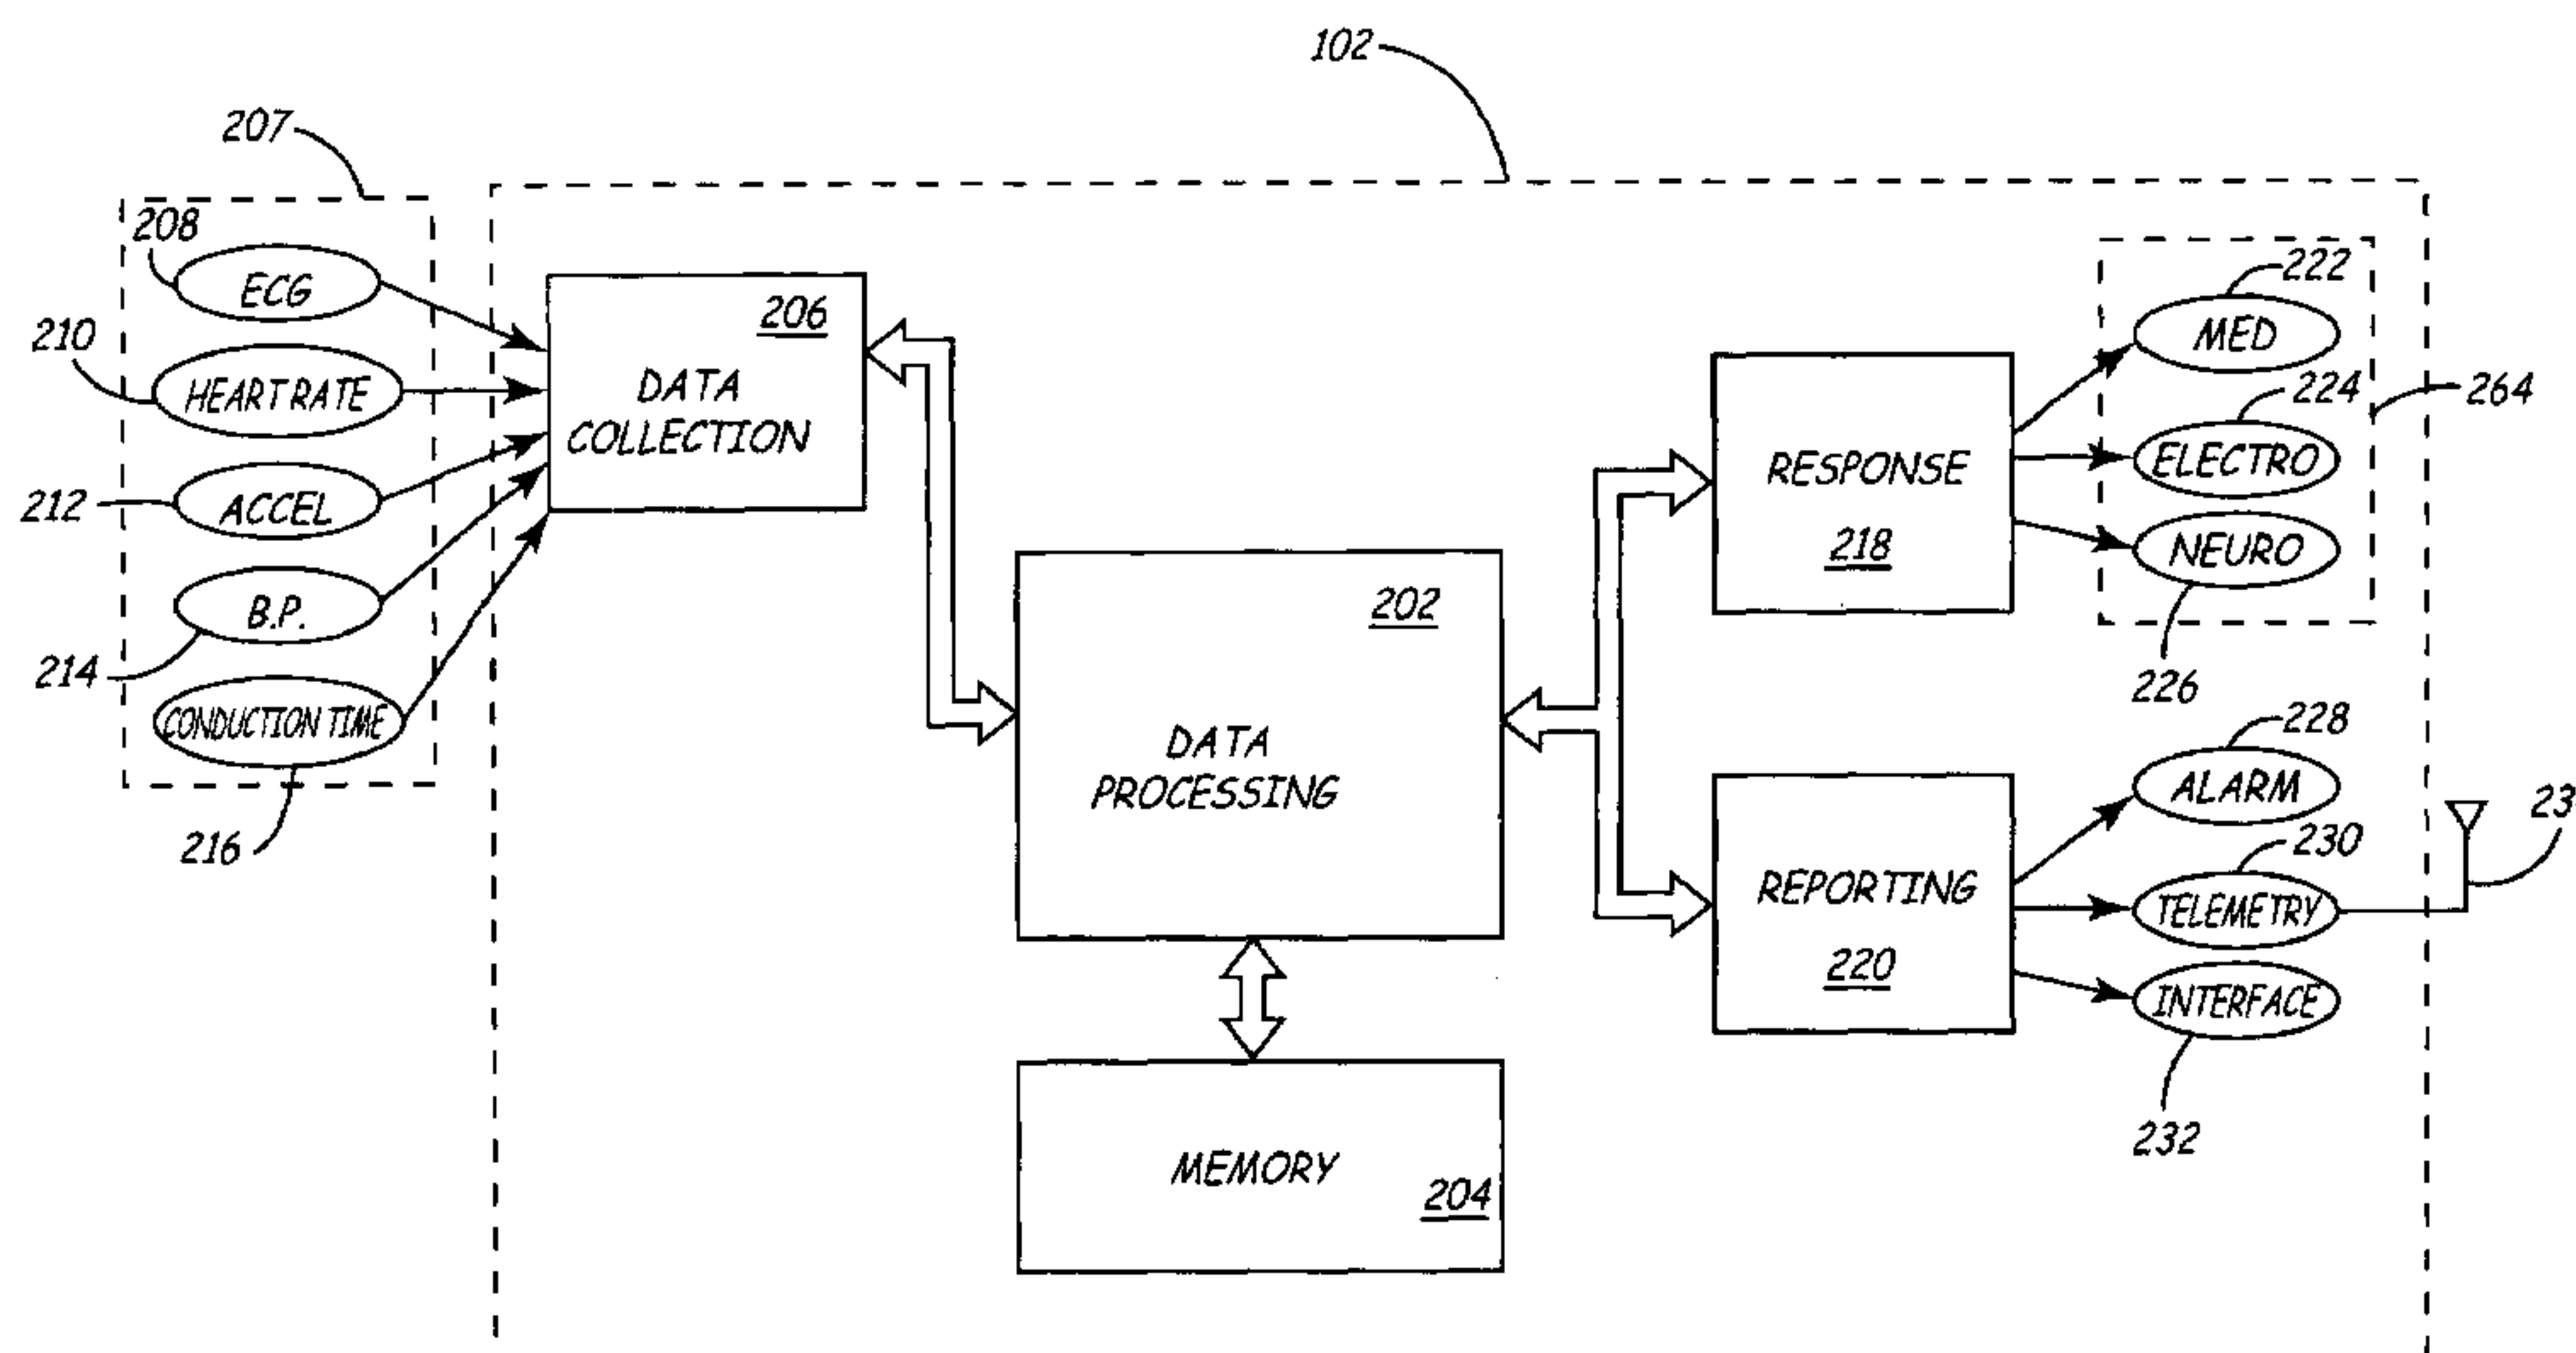 102
207
208
ECG
210
HEART RATE
212
ACCEL
B.P.
214
CONDUCTION TIME
216
206
DATA
COLLECTION
202
DATA
PROCESSING
MEMORY
204
RESPONSE
218
222
MED
224
ELECTRO
264
NEURO
226
REPORTING
220
228
ALARM
230
TELEMETRY
INTERFACE
232
23